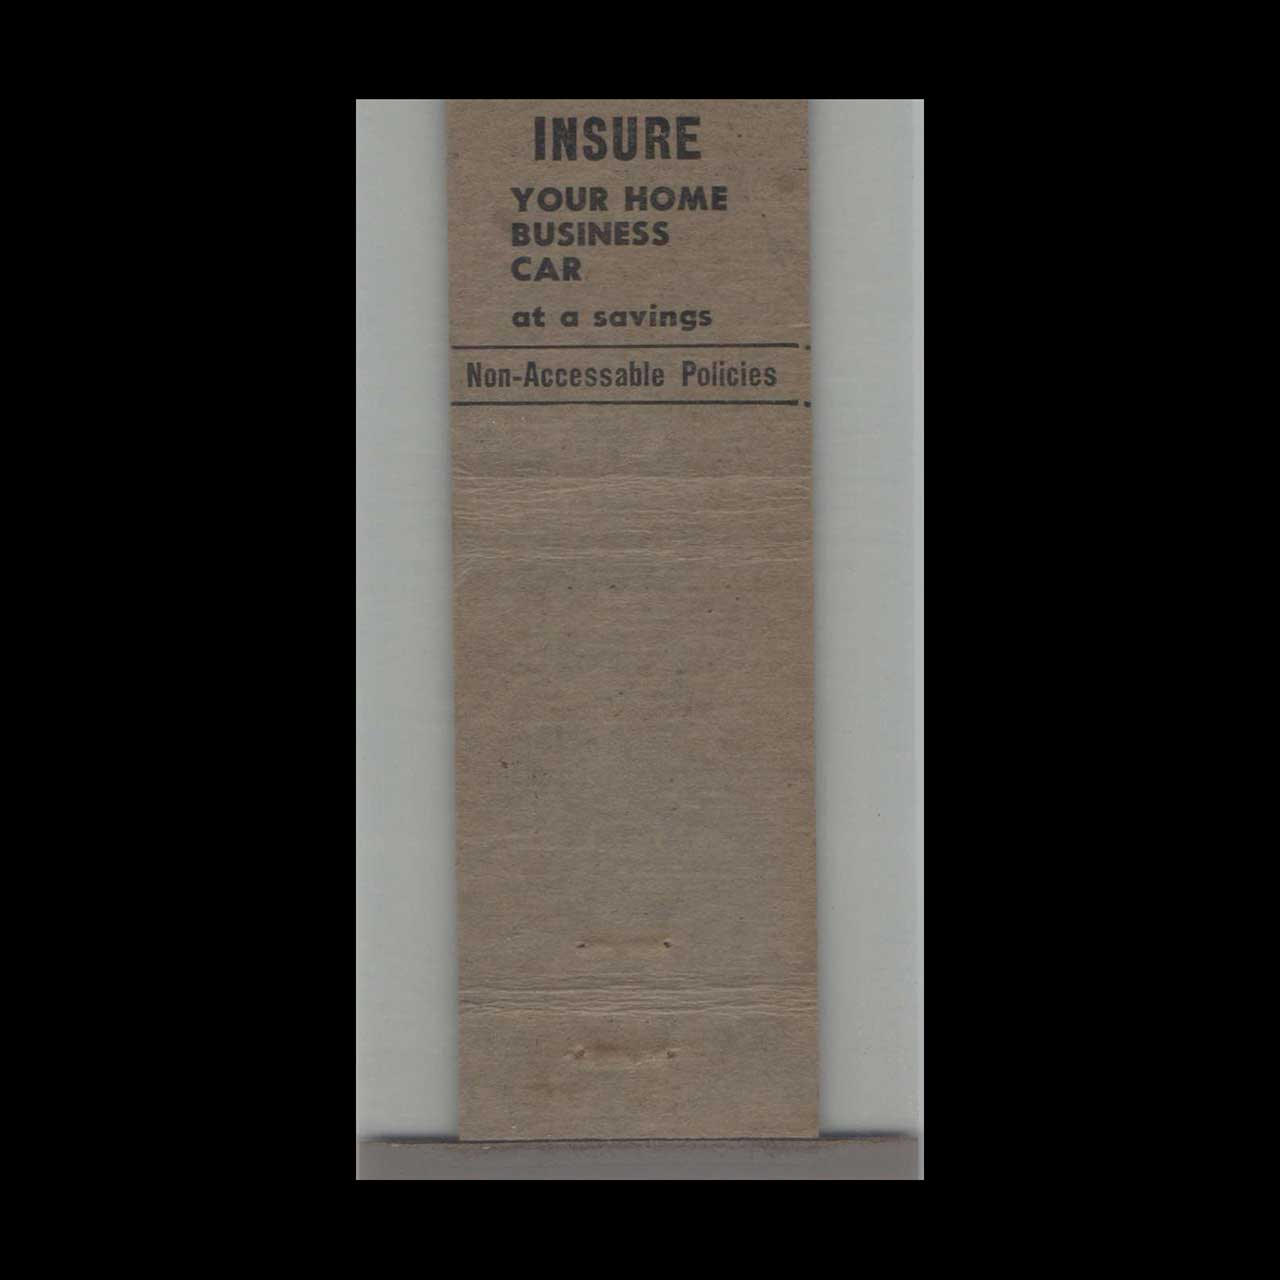 INSURE
YOUR HOME
BUSINESS
CAR
at a savings
Non-Accessable Policies